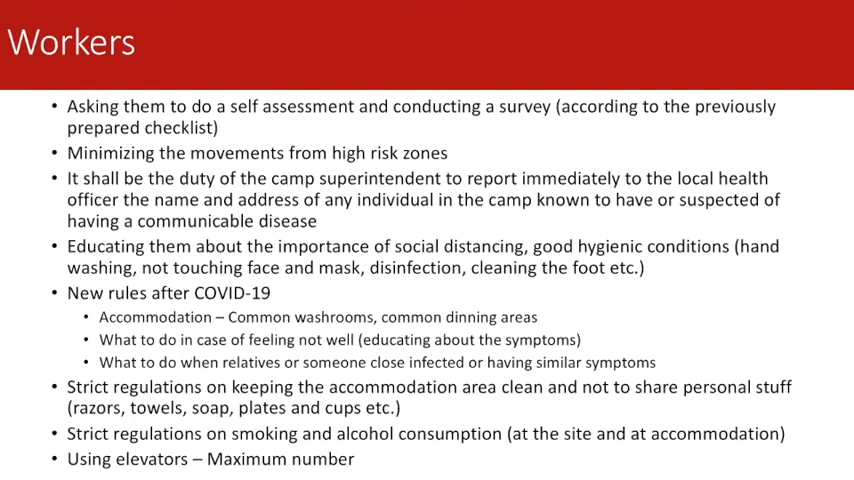 Workers
• Asking them to do a self assessment and conducting a survey (according to the previously
prepared checklist)
• Minimizing the movements from high risk zones
• It shall be the duty of the camp superintendent to report immediately to the local health
officer the name and address of any individual in the camp known to have or suspected of
having a communicable disease
• Educating them about the importance of social distancing, good hygienic conditions (hand
washing, not touching face and mask, disinfection, cleaning the foot etc.)
• New rules after COVID-19
• Accommodation – Common washrooms, common dinning areas
• What to do in case of feeling not well (educating about the symptoms)
• What to do when relatives or someone close infected or having similar symptoms
• Strict regulations on keeping the accommodation area clean and not to share personal stuff
(razors, towels, soap, plates and cups etc.)
• Strict regulations on smoking and alcohol consumption (at the site and at accommodation)
• Using elevators – Maximum number